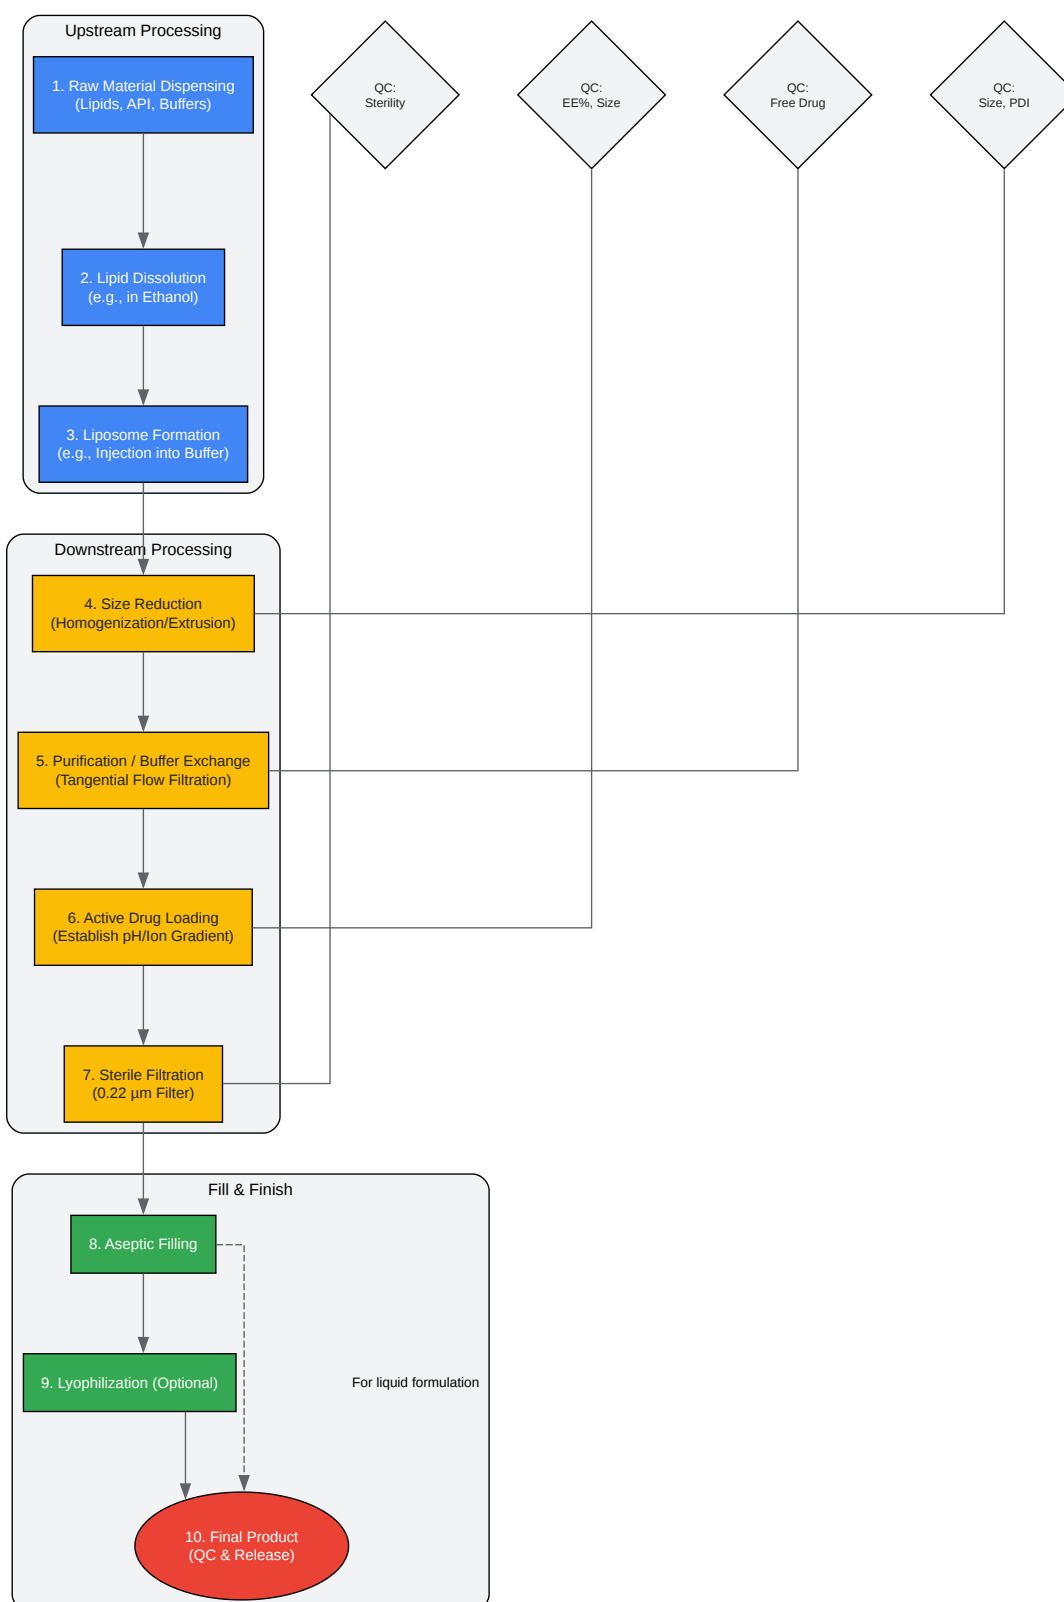 Upstream Processing
1. Raw Material Dispensing
(Lipids, API, Buffers)
2. Lipid Dissolution
(e.g., in Ethanol)
3. Liposome Formation
(e.g., Injection into Buffer)
QC:
Sterility
QC:
EE%, Size
QC:
Free Drug
QC:
Size, PDI
Downstream Processing
4. Size Reduction
(Homogenization/Extrusion)
5. Purification / Buffer Exchange
(Tangential Flow Filtration)
6. Active Drug Loading
(Establish pH/Ion Gradient)
7. Sterile Filtration
(0.22 µm Filter)
Fill & Finish
8. Aseptic Filling
9. Lyophilization (Optional)
For liquid formulation
10. Final Product
(QC & Release)